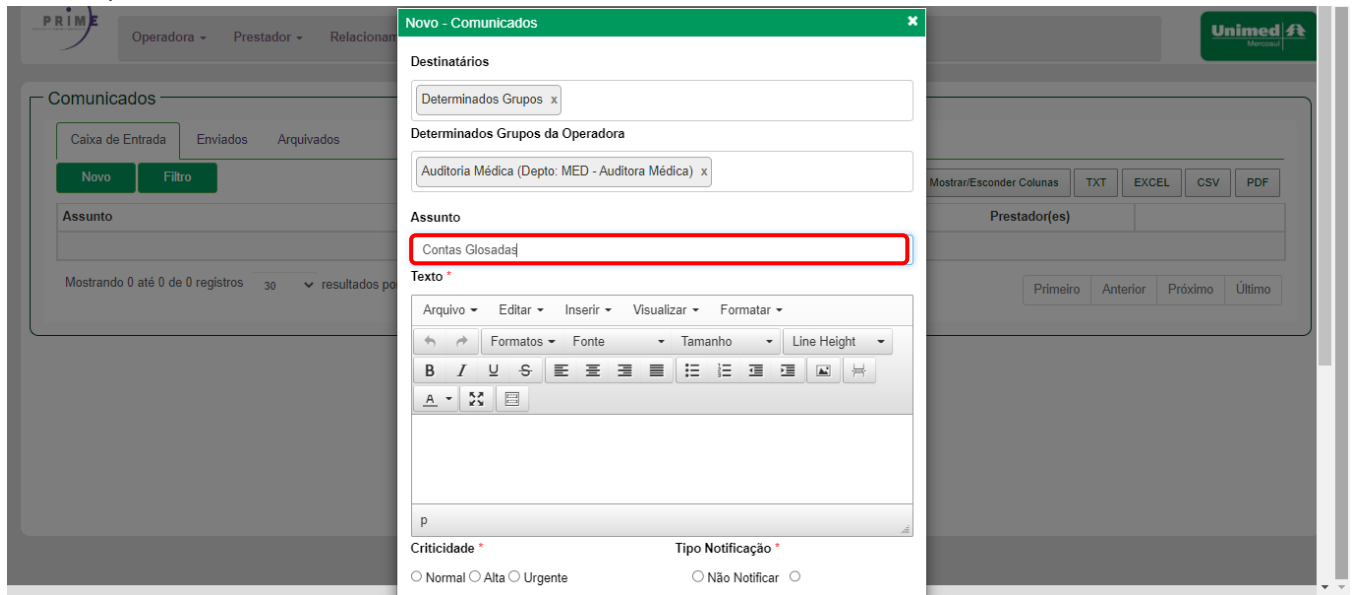 PRIME
Operadora Prestador Relacionam
Unimed
Mercosul
Comunicados
Caixa de Entrada Enviados Arquivados
Novo Filtro
Mostrar/Esconder Colunas TXT EXCEL CSV PDF
Assunto Prestador(es)
Mostrando 0 até 0 de 0 registros 30 resultados po
Primeiro Anterior Próximo Último
Novo - Comunicados ×
Destinatários
Determinados Grupos x
Determinados Grupos da Operadora
Auditoria Médica (Depto: MED - Auditora Médica) x
Assunto
Contas Glosadas
Texto *
Arquivo Editar Inserir Visualizar Formatar
Formatos Fonte Tamanho Line Height
B I U S
A
p
Criticidade * Tipo Notificação *
Normal Alta Urgente Não Notificar